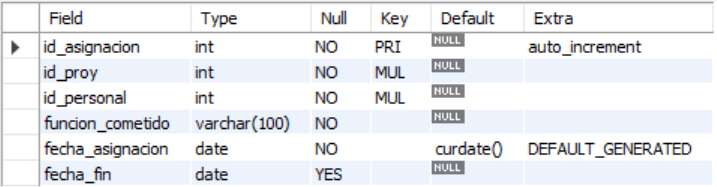 Field Type Null Key Default Extra
id_asignacion int NO PRI NULL auto_increment
id_proy int NO MUL NULL
id_personal int NO MUL NULL
funcion_cometido varchar(100) NO NULL
fecha_asignacion date NO curdate() DEFAULT_GENERATED
fecha_fin date YES NULL